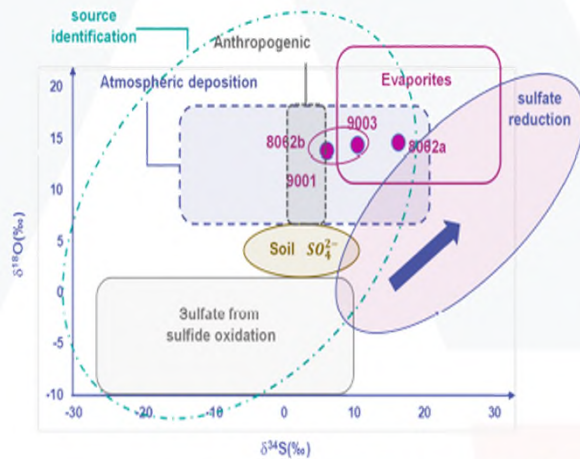 source
identification
Anthropogenic
Atmospheric deposition
Evaporites
sulfate
reduction
9003
8062b
8062a
9001
Soil SO₄²⁻
Sulfate from
sulfide oxidation
20
15
10
5
0
-5
-10
-30
-20
-10
0
10
20
30
δ¹⁸O(‰)
δ³⁴S(‰)